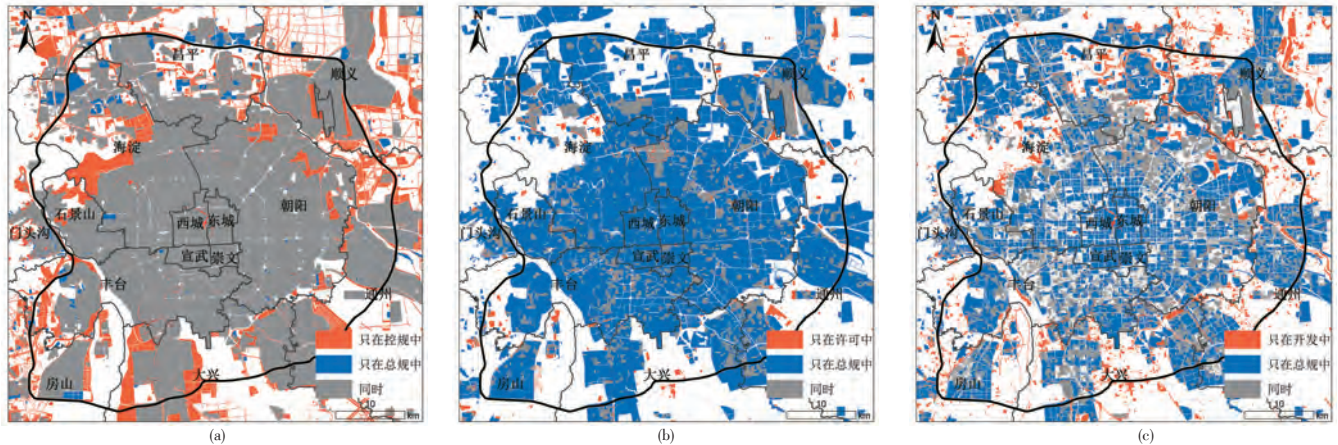 N
昌平
顺义
海淀
朝阳
石景山
西城
东城
门头沟
宣武
崇文
丰台
通州
只在控规中
只在总规中
大兴
房山
同时
10
km
(a)
N
昌平
顺义
海淀
朝阳
石景山
西城
东城
门头沟
宣武
崇文
丰台
通州
只在许可中
只在总规中
大兴
房山
同时
10
km
(b)
N
昌平
顺义
海淀
朝阳
石景山
西城
东城
门头沟
宣武
崇文
丰台
通州
只在开发中
只在总规中
大兴
房山
同时
10
km
(c)